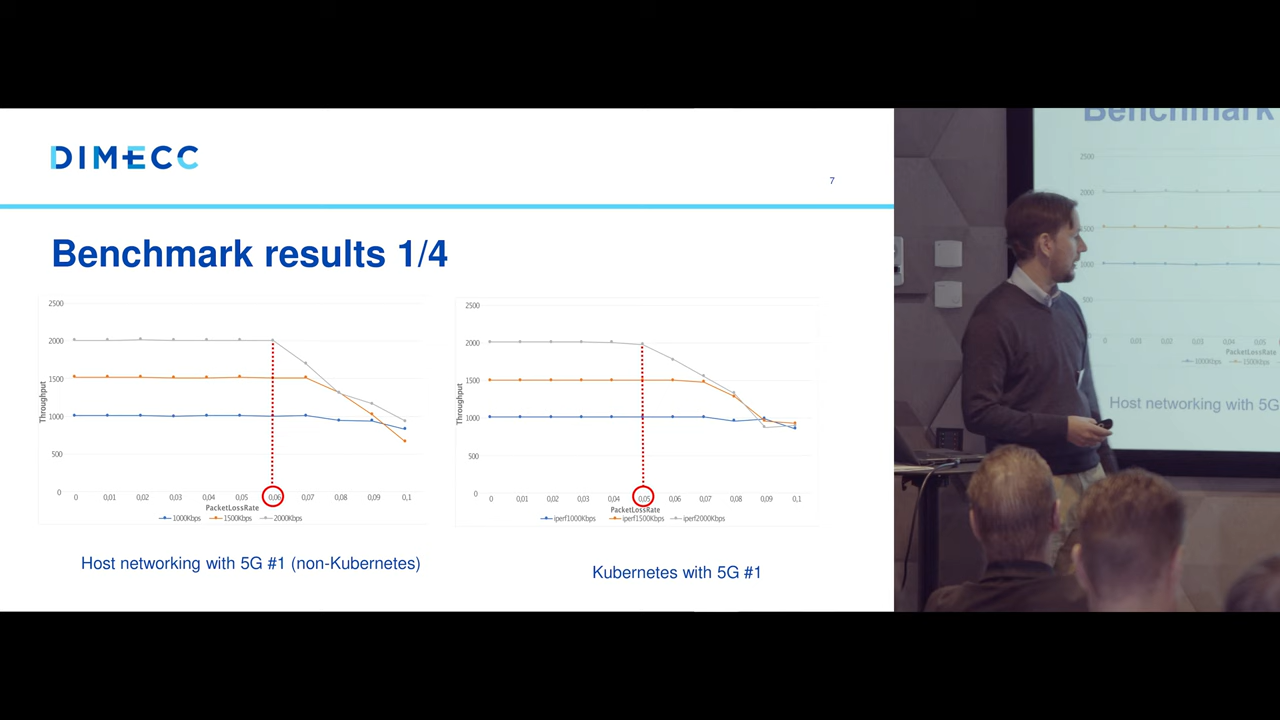 DIMECC
7
Benchmark results 1/4
2500
2000
1500
1000
500
0
Throughput
0 0,01 0,02 0,03 0,04 0,05 0,06 0,07 0,08 0,09 0,1
PacketLossRate
1000Kbps 1500Kbps 2000Kbps
Host networking with 5G #1 (non-Kubernetes)
2500
2000
1500
1000
500
0
Throughput
0 0,01 0,02 0,03 0,04 0,05 0,06 0,07 0,08 0,09 0,1
PacketLossRate
iperf1000Kbps iperf1500Kbps iperf2000Kbps
Kubernetes with 5G #1
Benchmark
2500
2000
1500
1000
500
0 0,01 0,02 0,03 0,04 0,05
PacketLossRa
1000Kbps 1500Kbps
Host networking with 5G